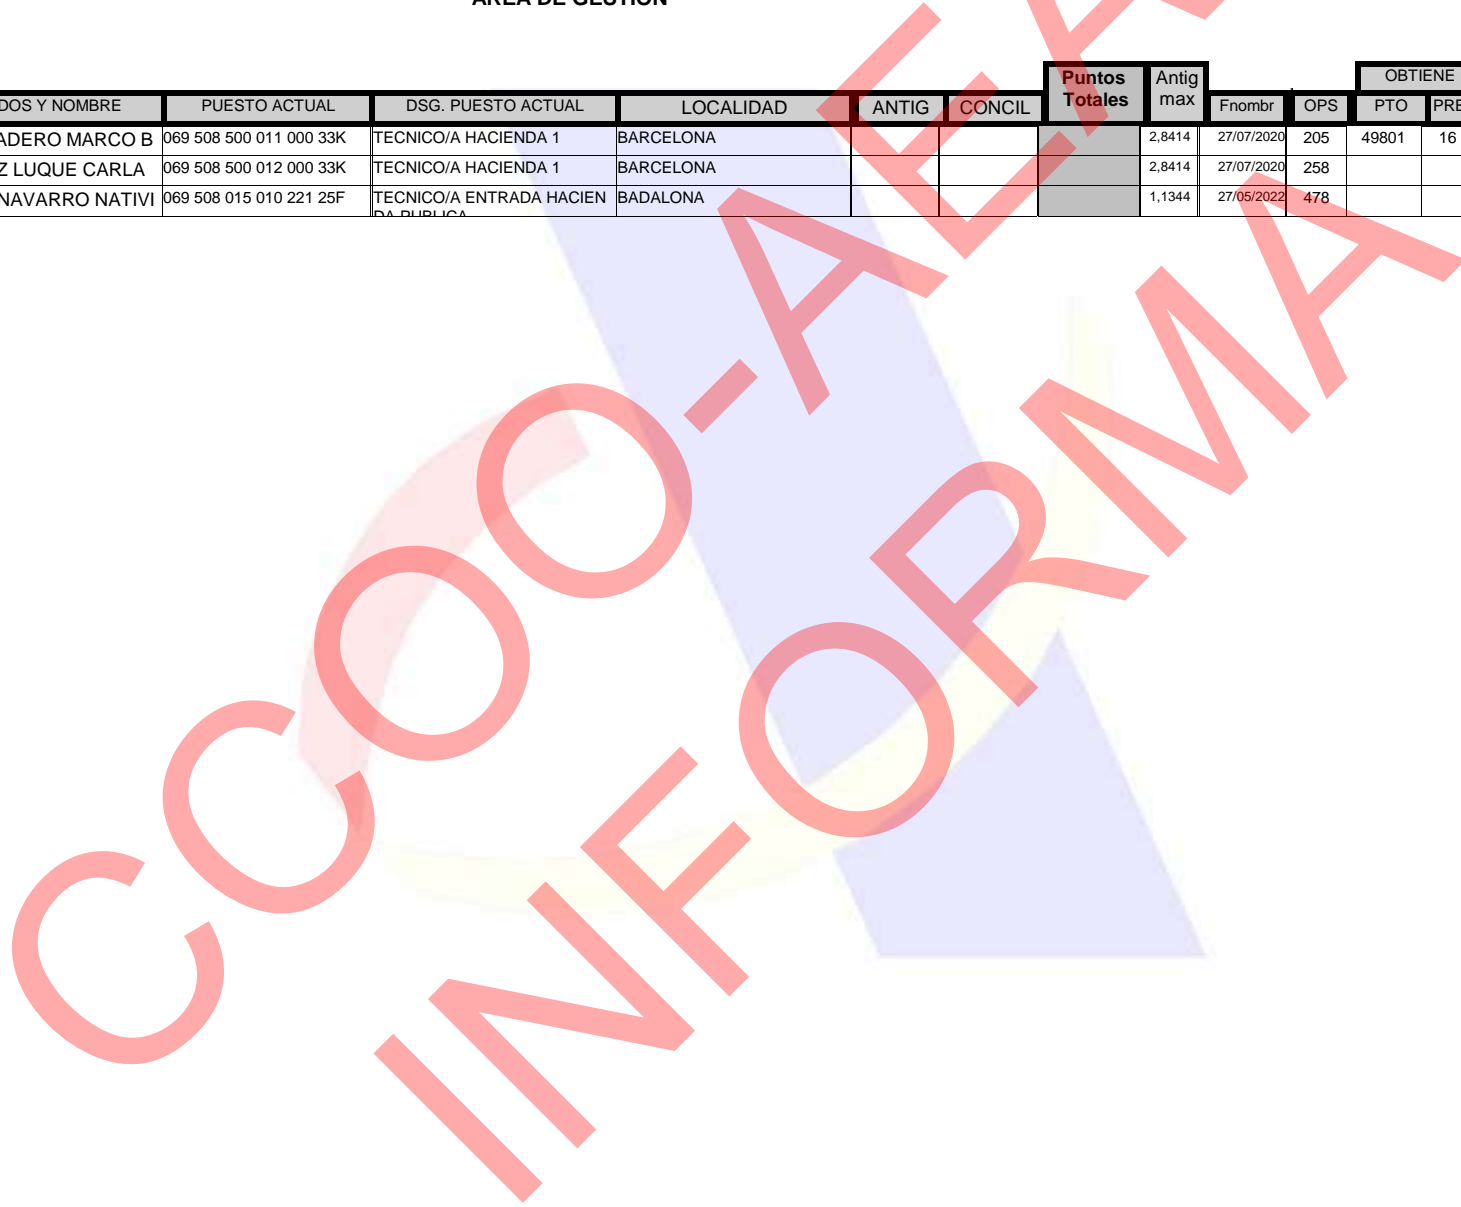 AREA DE GESTION
Puntos Totales Antig max OBTIENE
DOS Y NOMBRE PUESTO ACTUAL DSG. PUESTO ACTUAL LOCALIDAD ANTIG CONCIL Fnombr OPS PTO PRE
ADERO MARCO B 069 508 500 011 000 33K TECNICO/A HACIENDA 1 BARCELONA 2,8414 27/07/2020 205 49801 16
Z LUQUE CARLA 069 508 500 012 000 33K TECNICO/A HACIENDA 1 BARCELONA 2,8414 27/07/2020 258
NAVARRO NATIVI 069 508 015 010 221 25F TECNICO/A ENTRADA HACIEN BADALONA 1,1344 27/05/2022 478
DA PUBLICA
CCOO-AEA
INFORMA